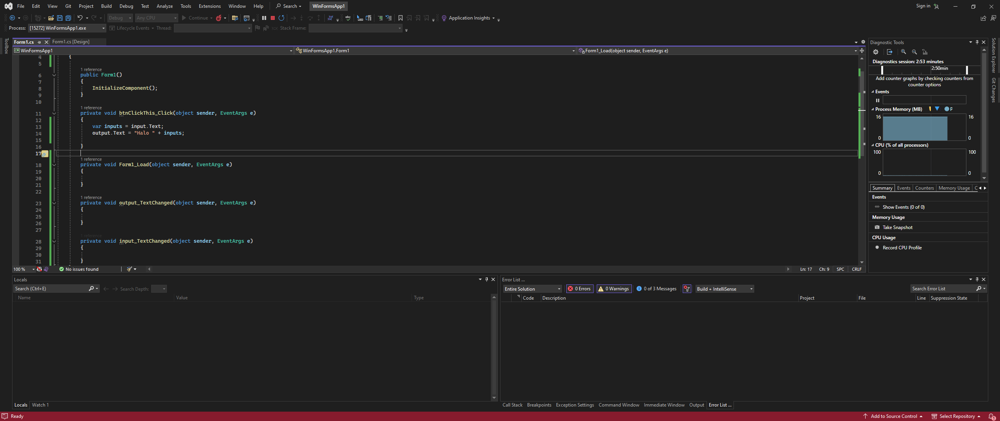 File Edit View Git Project Build Debug Test Analyze Tools Extensions Window Help Search WinFormsApp1 Sign in
Debug Any CPU Continue Application Insights
Process: [15272] WinFormsApp1.exe Lifecycle Events Thread: Stack Frame:
Toolbox
Form1.cs Form1.cs [Design]
WinFormsApp1 WinFormsApp1.Form1 Form1_Load(object sender, EventArgs e)
4 {
5
1 reference
6 public Form1()
7 {
8 InitializeComponent();
9 }
10
1 reference
11 private void btnClickThis_Click(object sender, EventArgs e)
12 {
13 var inputs = input.Text;
14 output.Text = "Halo " + inputs;
15
16 }
17
1 reference
18 private void Form1_Load(object sender, EventArgs e)
19 {
20
21 }
22
1 reference
23 private void output_TextChanged(object sender, EventArgs e)
24 {
25
26 }
27
1 reference
28 private void input_TextChanged(object sender, EventArgs e)
29 {
30
31 }
100 % No issues found Ln: 17 Ch: 9 SPC CRLF
Diagnostic Tools
Diagnostics session: 2:53 minutes
2:50min
Add counter graphs by checking counters from
counter options
Events
Process Memory (MB) P
16 16
0 0
CPU (% of all processors)
100 100
0 0
Summary Events Counters Memory Usage C
Events
Show Events (0 of 0)
Memory Usage
Take Snapshot
CPU Usage
Record CPU Profile
Solution Explorer
Git Changes
Locals
Search (Ctrl+E) Search Depth:
Name Value Type
Locals Watch 1
Error List ...
Entire Solution 0 Errors 0 Warnings 0 of 3 Messages Build + IntelliSense Search Error List
Code Description Project File Line Suppression State
Call Stack Breakpoints Exception Settings Command Window Immediate Window Output Error List ...
Ready Add to Source Control Select Repository 1